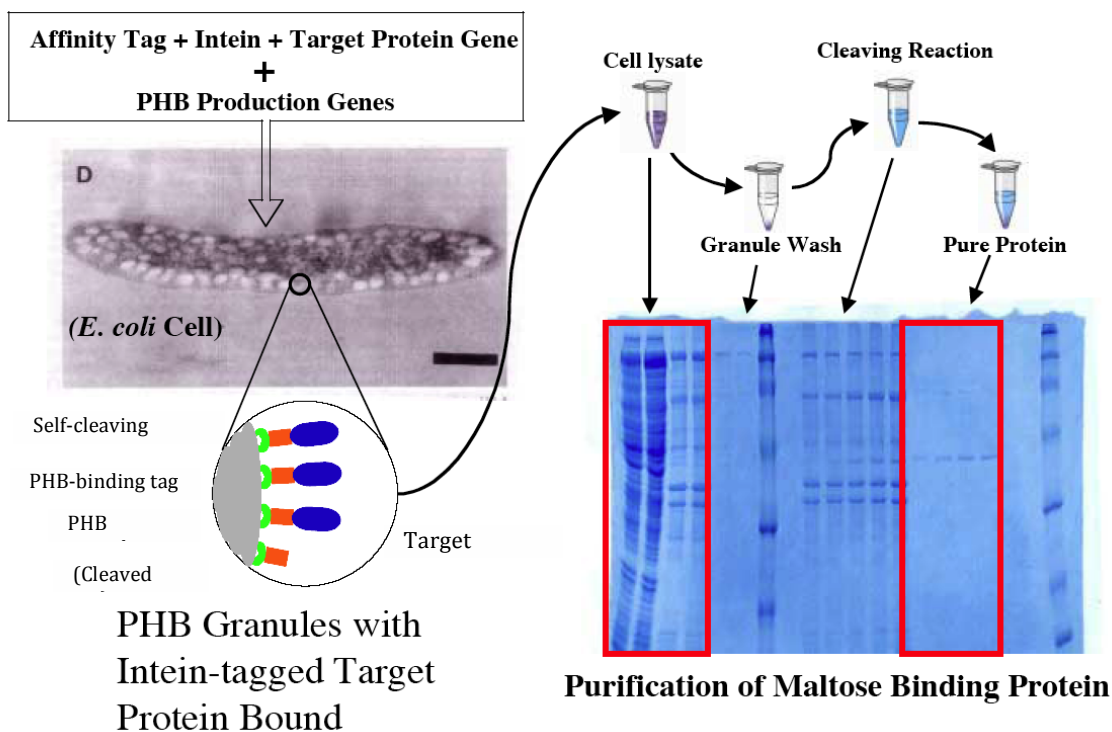 Affinity Tag + Intein + Target Protein Gene
+
PHB Production Genes
D
(E. coli Cell)
Self-cleaving
PHB-binding tag
PHB
(Cleaved
Target
PHB Granules with
Intein-tagged Target
Protein Bound
Cell lysate
Cleaving Reaction
Granule Wash
Pure Protein
Purification of Maltose Binding Protein